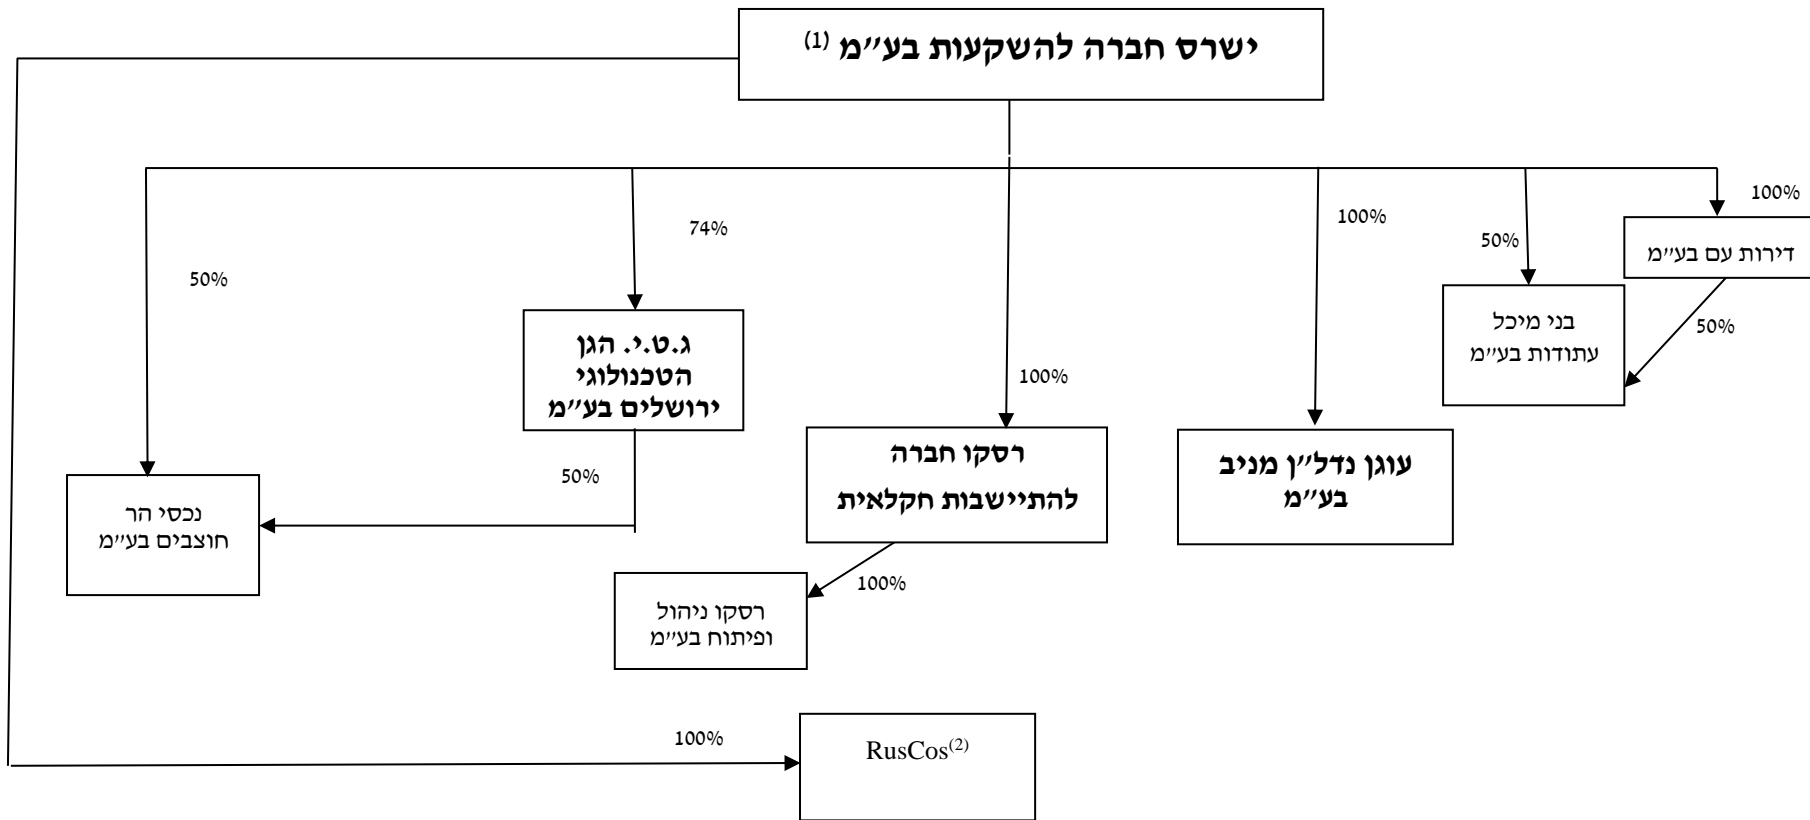 ישרס חברה להשקעות בע״מ (1)
100%
דירות עם בע״מ
50%
50%
בני מיכל
עתודות בע״מ
100%
עוגן נדל״ן מניב
בע״מ
100%
רסקו חברה
להתיישבות חקלאית
100%
רסקו ניהול
ופיתוח בע״מ
74%
ג.ט.י. הגן
הטכנולוגי
ירושלים בע״מ
50%
50%
נכסי הר
חוצבים בע״מ
100%
RusCos(2)